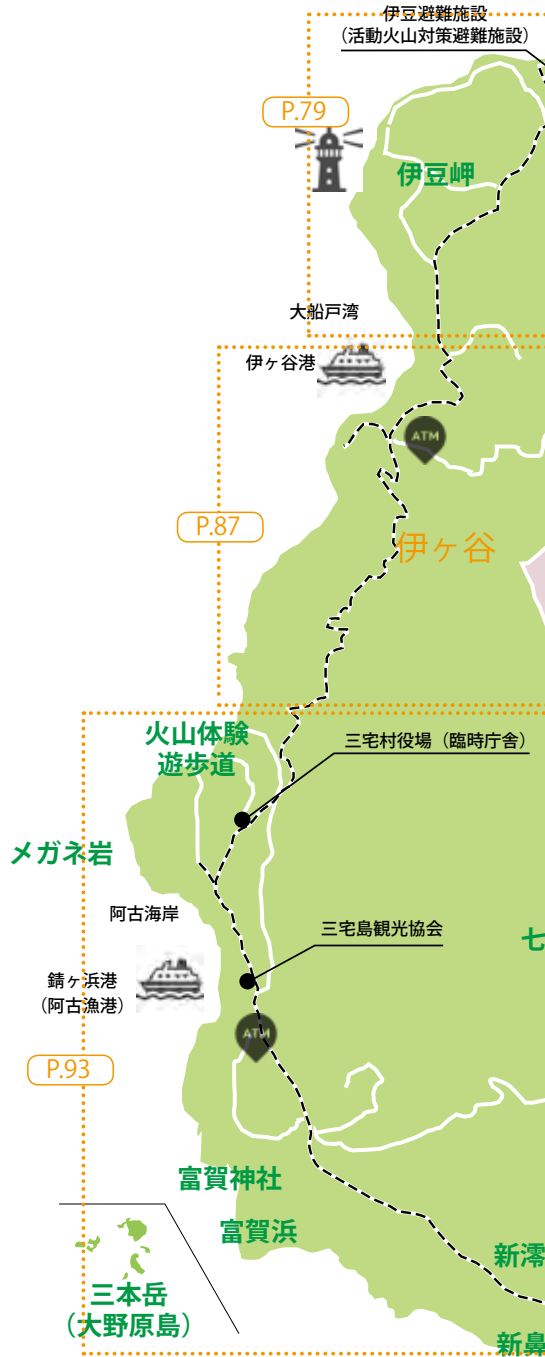 伊豆避難施設
（活動火山対策避難施設）
P.79
伊豆岬
大船戸湾
伊ヶ谷港
ATM
P.87
伊ヶ谷
火山体験
遊歩道
三宅村役場（臨時庁舎）
メガネ岩
阿古海岸
三宅島観光協会
七
錆ヶ浜港
（阿古漁港）
ATM
P.93
富賀神社
富賀浜
新澪
三本岳
（大野原島）
新鼻